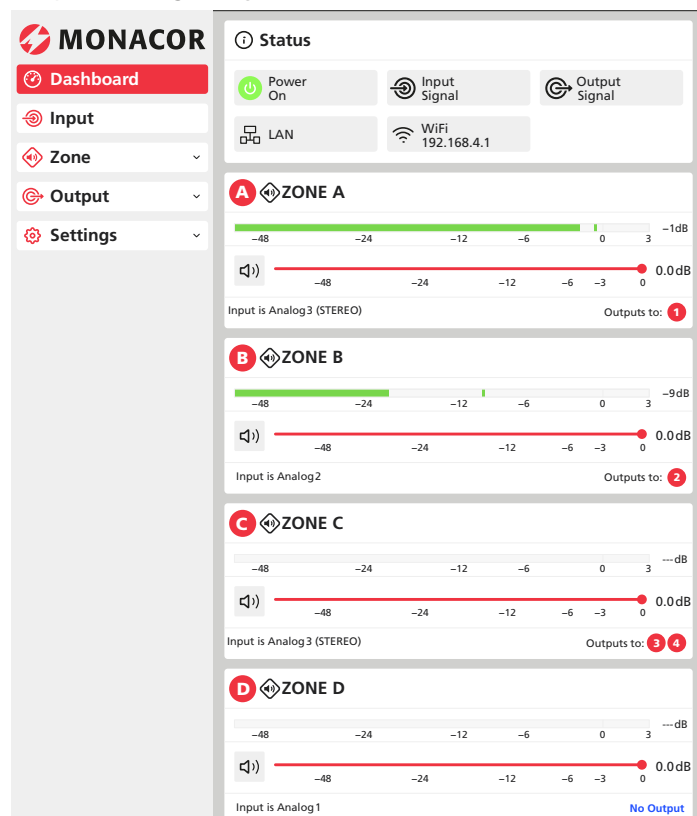 MONACOR
Dashboard
Input
Zone
Output
Settings
Status
Power
On
Input
Signal
Output
Signal
LAN
WiFi
192.168.4.1
A ZONE A
−1dB
−48 −24 −12 −6 0 3
0.0dB
−48 −24 −12 −6 −3 0
Input is Analog3 (STEREO) Outputs to: 1
B ZONE B
−9dB
−48 −24 −12 −6 0 3
0.0dB
−48 −24 −12 −6 −3 0
Input is Analog2 Outputs to: 2
C ZONE C
---dB
−48 −24 −12 −6 0 3
0.0dB
−48 −24 −12 −6 −3 0
Input is Analog3 (STEREO) Outputs to: 3 4
D ZONE D
---dB
−48 −24 −12 −6 0 3
0.0dB
−48 −24 −12 −6 −3 0
Input is Analog1 No Output